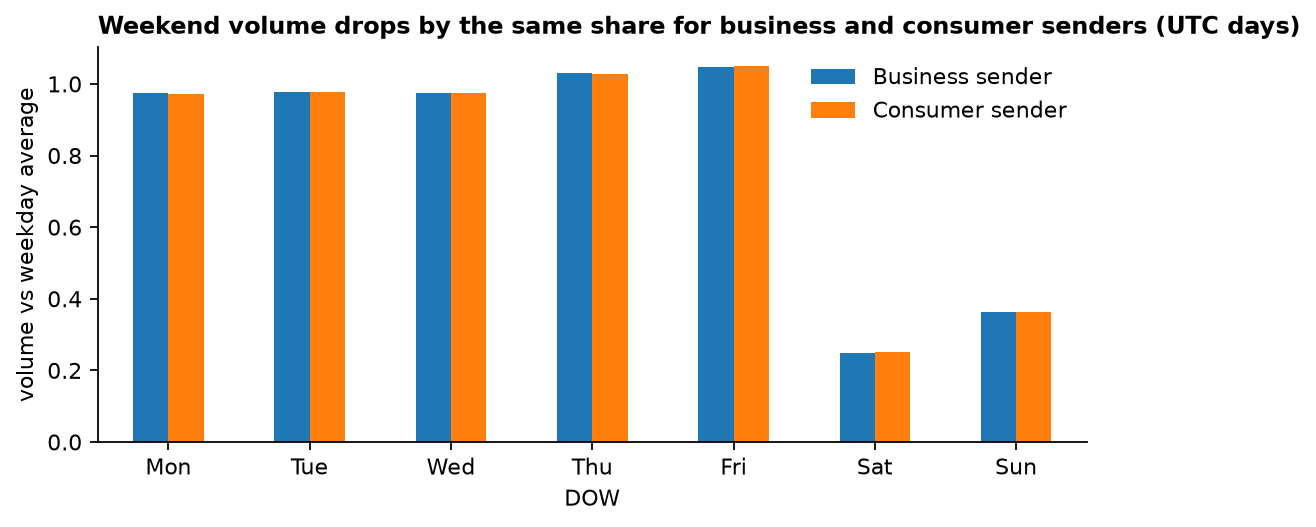 Weekend volume drops by the same share for business and consumer senders (UTC days)
volume vs weekday average
1.0
0.8
0.6
0.4
0.2
0.0
Business sender
Consumer sender
Mon Tue Wed Thu Fri Sat Sun
DOW